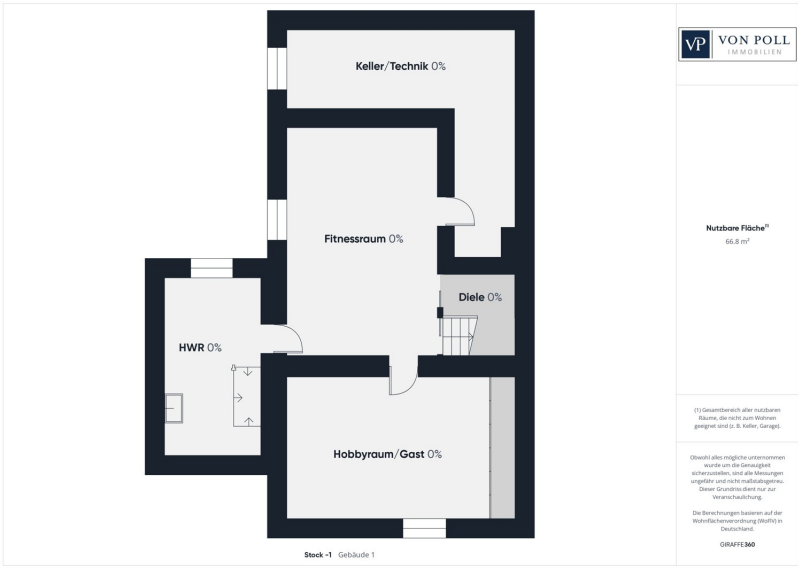 Keller/Technik 0%
Fitnessraum 0%
Diele 0%
HWR 0%
Hobbyraum/Gast 0%
Stock -1 Gebäude 1
VP VON POLL
IMMOBILIEN
Nutzbare Fläche(1)
66.8 m²
(1) Gesamtbereich aller nutzbaren
Räume, die nicht zum Wohnen
geeignet sind (z. B. Keller, Garage).
Obwohl alles mögliche unternommen
wurde um die Genauigkeit
sicherzustellen, sind alle Messungen
ungefähr und nicht maßstabsgetreu.
Dieser Grundriss dient nur zur
Veranschaulichung.
Die Berechnungen basieren auf der
Wohnflächenverordnung (WoFlV) in
Deutschland.
GIRAFFE360